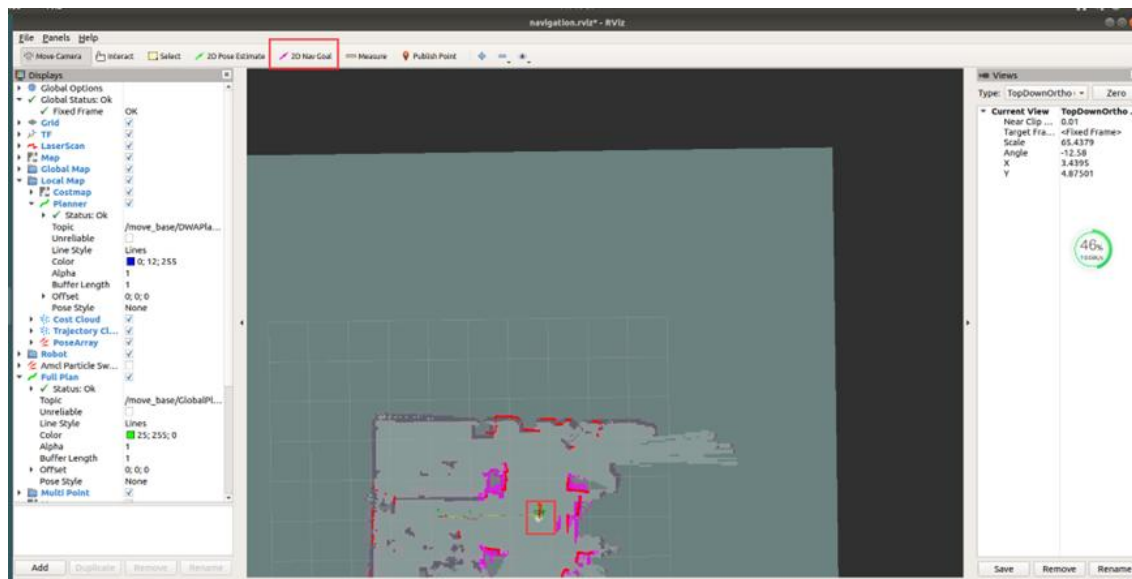 navigation.rviz* - RViz
File Panels Help
Move Camera Interact Select 2D Pose Estimate 2D Nav Goal Measure Publish Point
Displays
Global Options
Global Status: Ok
Fixed Frame OK
Grid
TF
LaserScan
Map
Global Map
Local Map
Costmap
Planner
Status: Ok
Topic /move_base/DWAPla...
Unreliable
Line Style Lines
Color 0; 12; 255
Alpha 1
Buffer Length 1
Offset 0; 0; 0
Pose Style None
Cost Cloud
Trajectory Cl...
PoseArray
Robot
Amcl Particle Sw...
Full Plan
Status: Ok
Topic /move_base/GlobalPl...
Unreliable
Line Style Lines
Color 25; 255; 0
Alpha 1
Buffer Length 1
Offset 0; 0; 0
Pose Style None
Multi Point
Add Duplicate Remove Rename
Views
Type: TopDownOrtho Zero
Current View TopDownOrtho ...
Near Clip ... 0.01
Target Fra... <Fixed Frame>
Scale 65.4379
Angle -12.58
X 3.4395
Y 4.87501
46%
Save Remove Rename